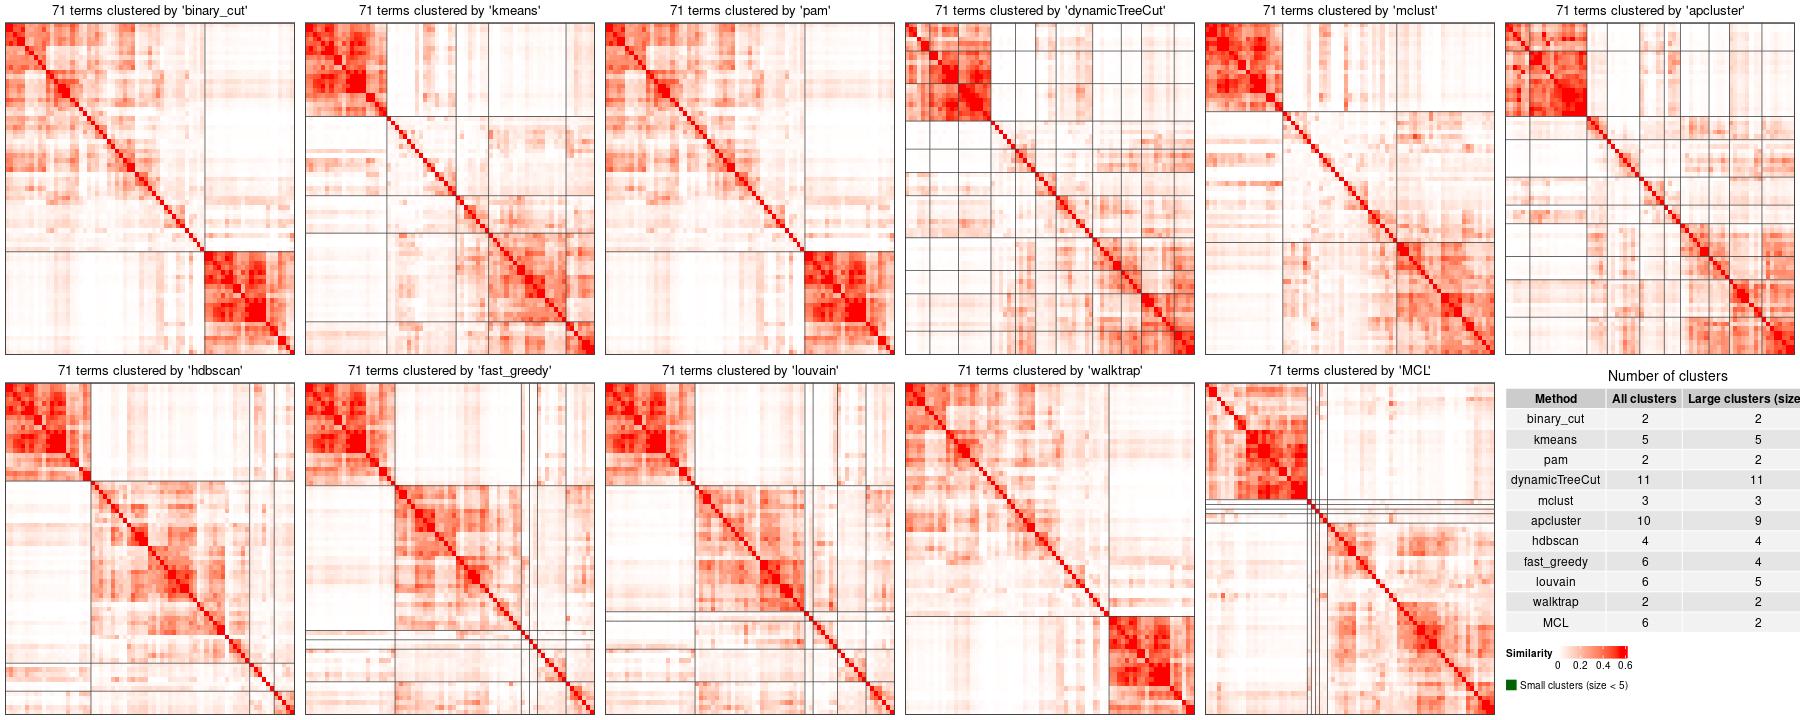 71 terms clustered by 'binary_cut'
71 terms clustered by 'kmeans'
71 terms clustered by 'pam'
71 terms clustered by 'dynamicTreeCut'
71 terms clustered by 'mclust'
71 terms clustered by 'apcluster'
71 terms clustered by 'hdbscan'
71 terms clustered by 'fast_greedy'
71 terms clustered by 'louvain'
71 terms clustered by 'walktrap'
71 terms clustered by 'MCL'
Number of clusters
Method All clusters Large clusters (size
binary_cut 2 2
kmeans 5 5
pam 2 2
dynamicTreeCut 11 11
mclust 3 3
apcluster 10 9
hdbscan 4 4
fast_greedy 6 4
louvain 6 5
walktrap 2 2
MCL 6 2
Similarity
0 0.2 0.4 0.6
Small clusters (size < 5)